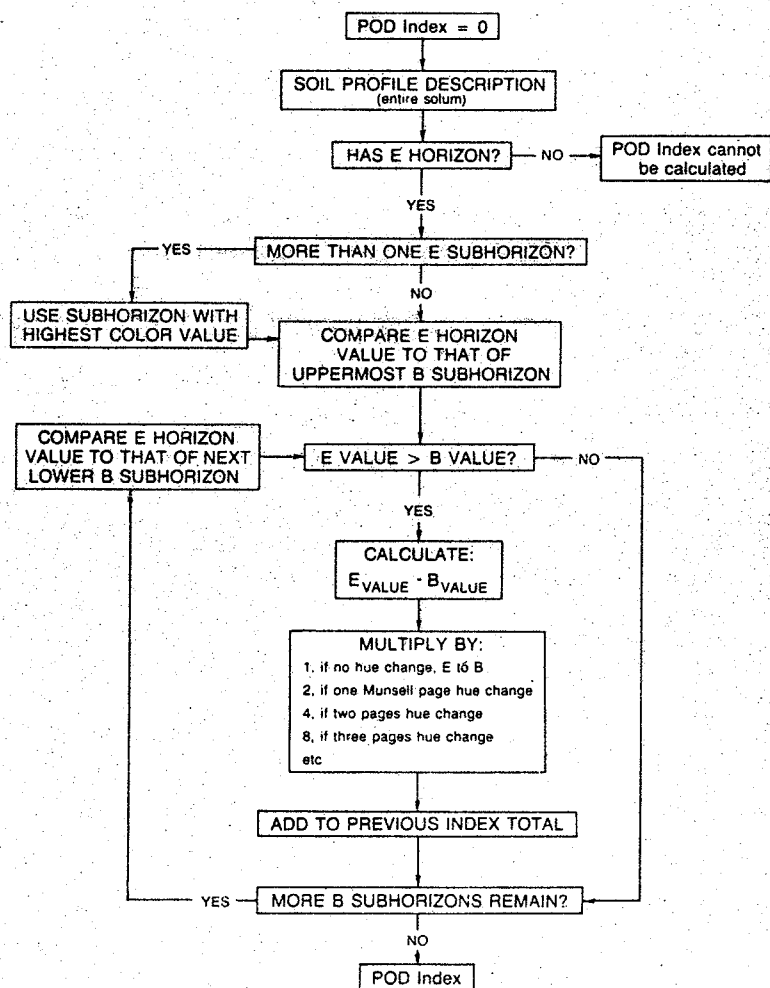 POD Index = 0
SOIL PROFILE DESCRIPTION
(entire solum)
HAS E HORIZON?
NO
POD Index cannot
be calculated
YES
YES
MORE THAN ONE E SUBHORIZON?
NO
USE SUBHORIZON WITH
HIGHEST COLOR VALUE
COMPARE E HORIZON
VALUE TO THAT OF
UPPERMOST B SUBHORIZON
COMPARE E HORIZON
VALUE TO THAT OF NEXT
LOWER B SUBHORIZON
E VALUE > B VALUE?
NO
YES
CALCULATE:
E VALUE - B VALUE
MULTIPLY BY:
1, if no hue change, E to B
2, if one Munsell page hue change
4, if two pages hue change
8, if three pages hue change
etc
ADD TO PREVIOUS INDEX TOTAL
YES
MORE B SUBHORIZONS REMAIN?
NO
POD Index